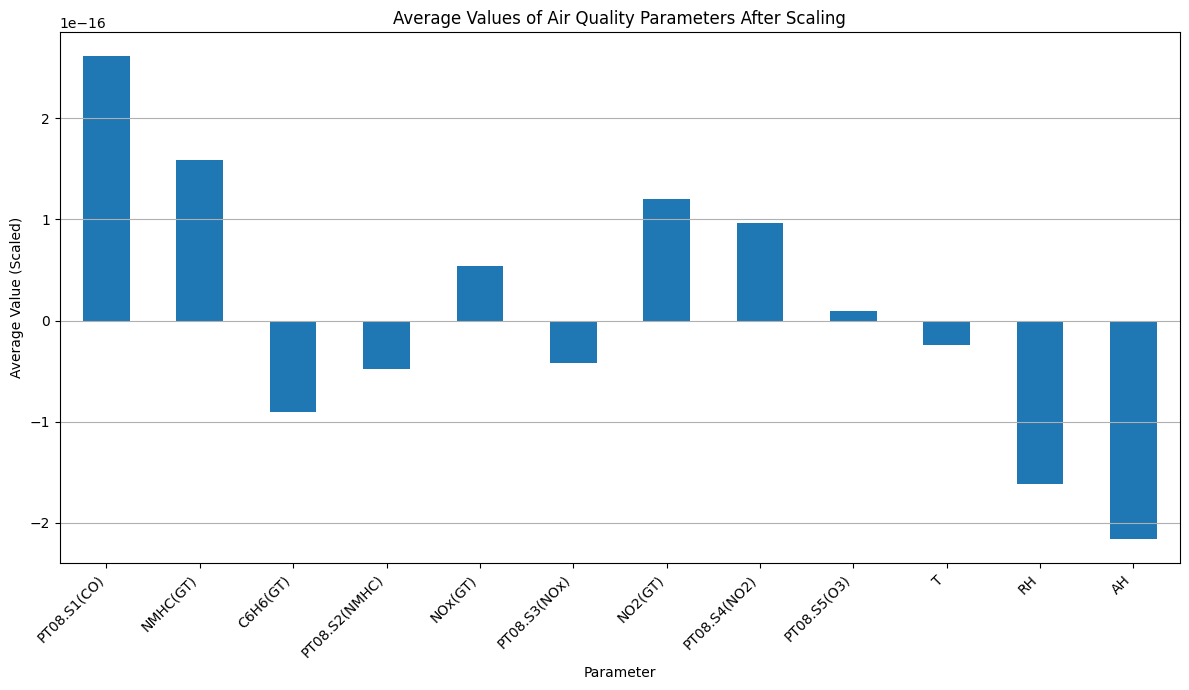 Average Values of Air Quality Parameters After Scaling
1e−16
Average Value (Scaled)
2
1
0
−1
−2
PT08.S1(CO)
NMHC(GT)
C6H6(GT)
PT08.S2(NMHC)
NOx(GT)
PT08.S3(NOx)
NO2(GT)
PT08.S4(NO2)
PT08.S5(O3)
T
RH
AH
Parameter